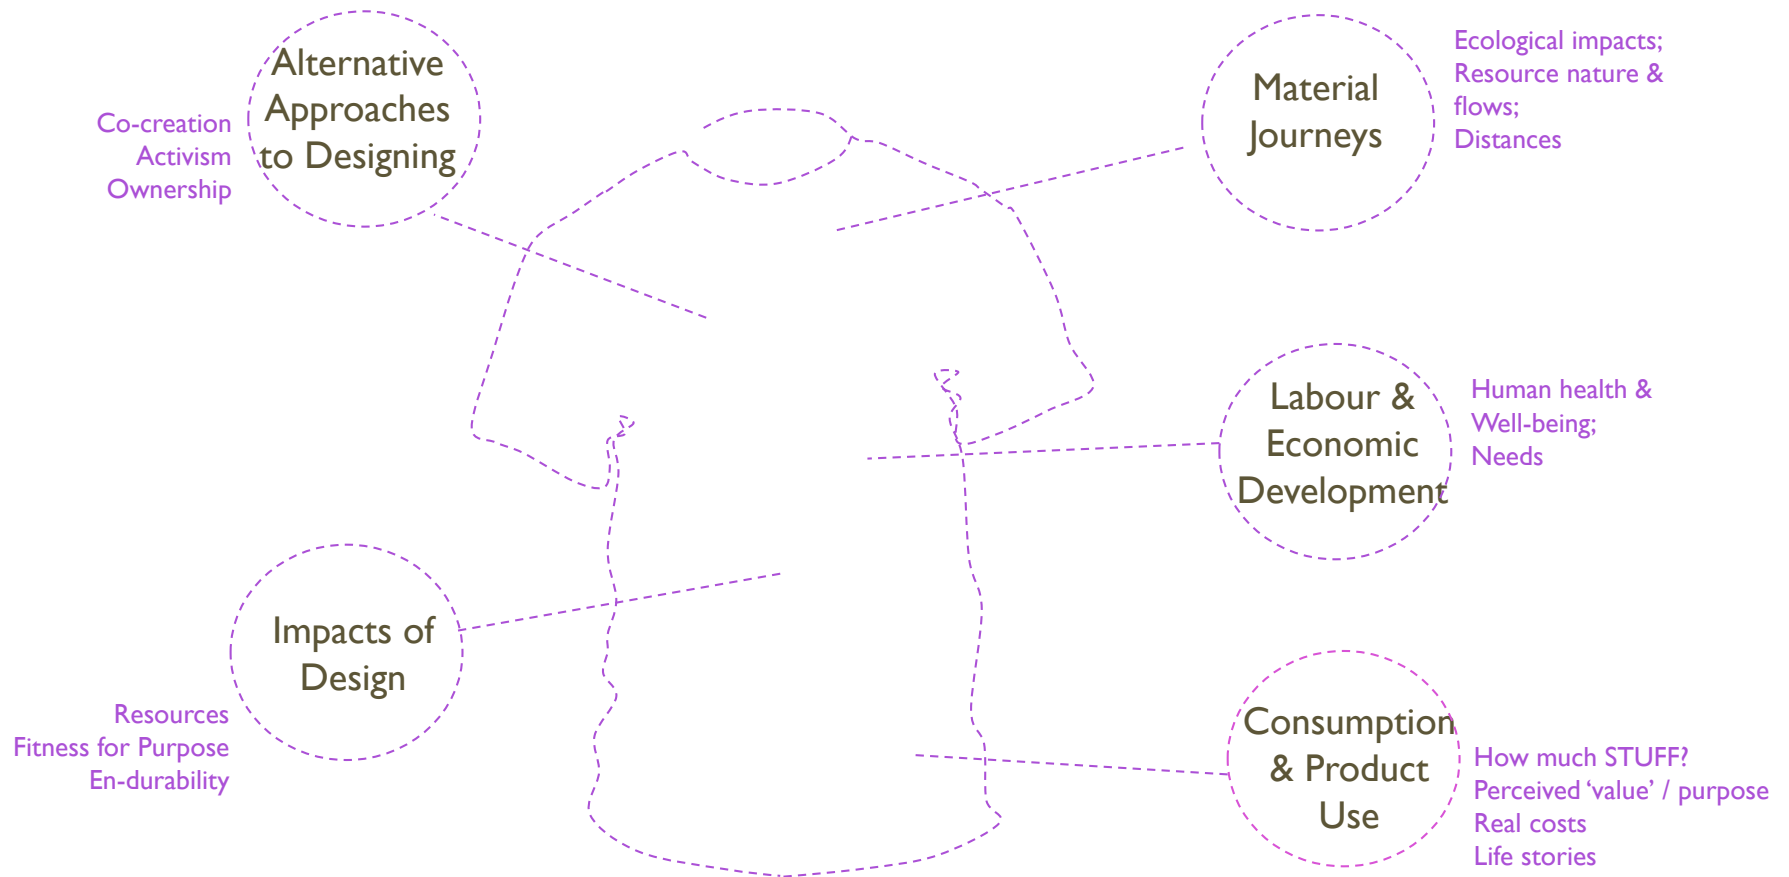 Alternative
Approaches
to Designing
Co-creation
Activism
Ownership
Material
Journeys
Ecological impacts;
Resource nature &
flows;
Distances
Labour &
Economic
Development
Human health &
Well-being;
Needs
Impacts of
Design
Resources
Fitness for Purpose
En-durability
Consumption
& Product
Use
How much STUFF?
Perceived ‘value’ / purpose
Real costs
Life stories